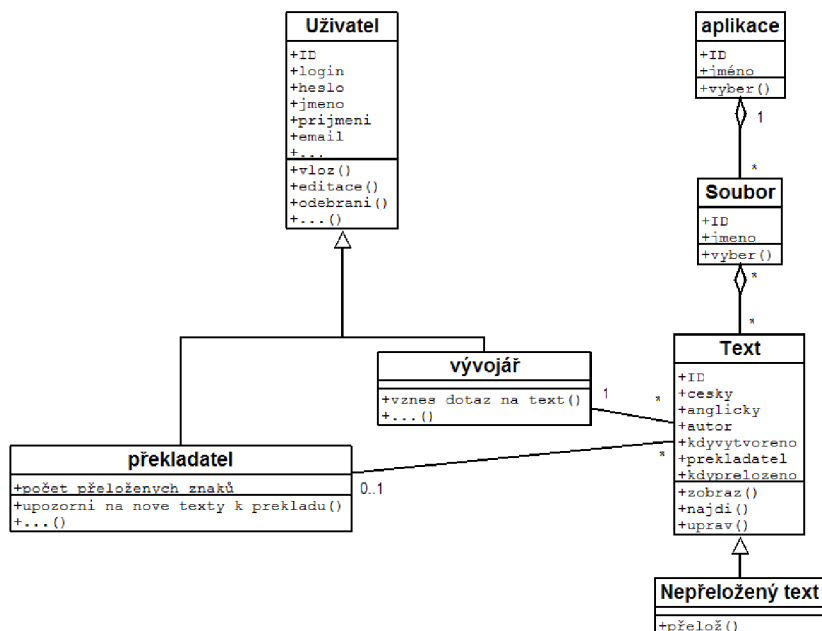 Uživatel
+ID
+login
+heslo
+jmeno
+prijmeni
+email
+...
+vloz()
+editace()
+odebrani()
+...()
aplikace
+ID
+jméno
+vyber()
1
*
Soubor
+ID
+jmeno
+vyber()
*
*
Text
+ID
+cesky
+anglicky
+autor
+kdyvytvoreno
+prekladatel
+kdyprelozeno
+zobraz()
+najdi()
+uprav()
vývojář
+vznes dotaz na text()
+...()
1
*
překladatel
+počet přeloženych znaků
+upozorni na nove texty k prekladu()
+...()
0..1
*
Nepřeložený text
+přelož()